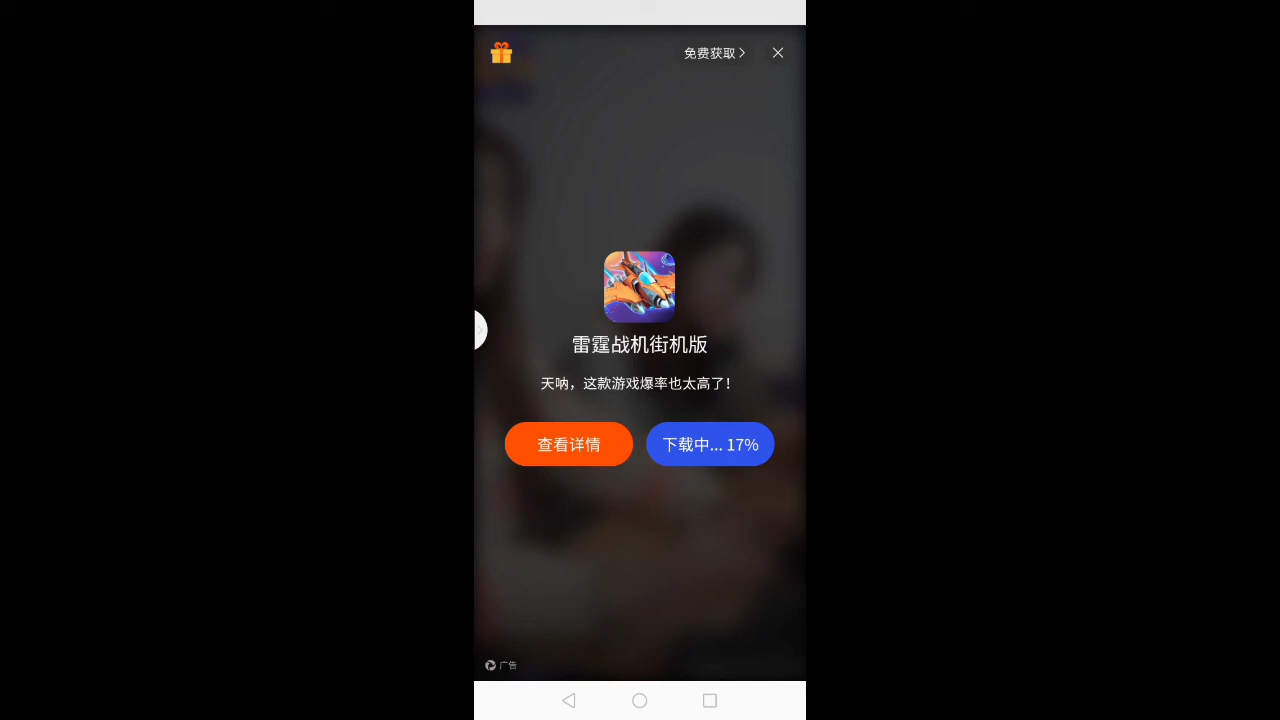 免费获取
雷霆战机街机版
天呐，这款游戏爆率也太高了！
查看详情
下载中... 17%
广告